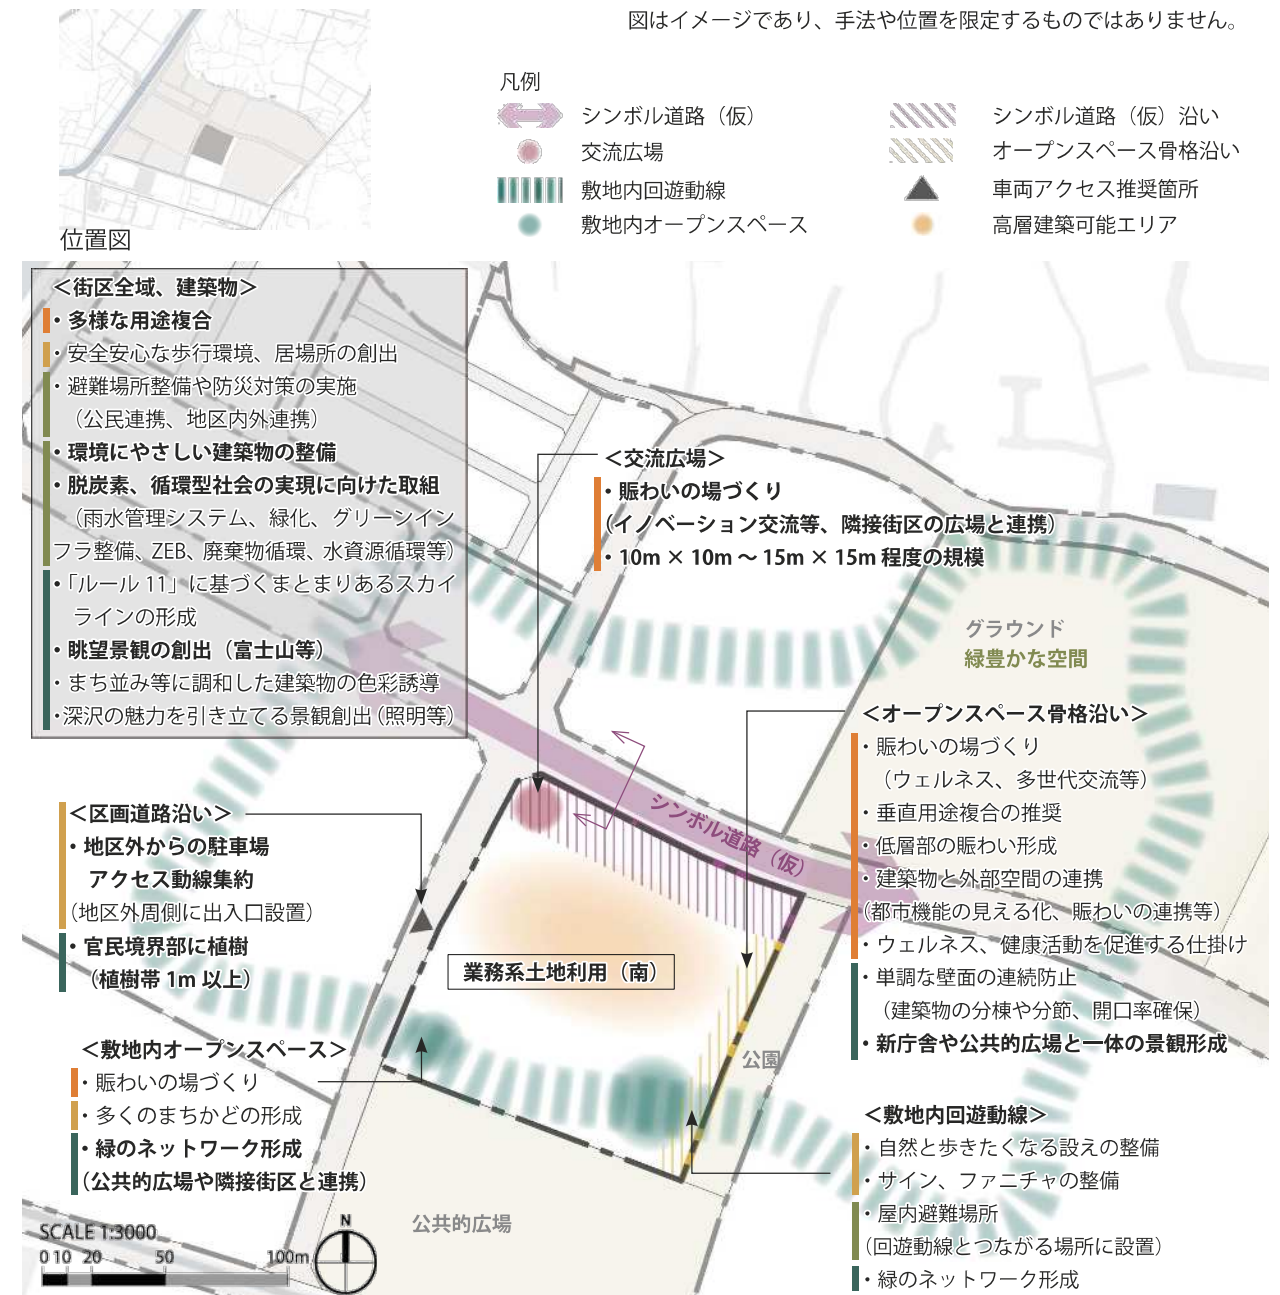 図はイメージであり、手法や位置を限定するものではありません。
位置図
凡例
シンボル道路（仮）
交流広場
敷地内回遊動線
敷地内オープンスペース
シンボル道路（仮）沿い
オープンスペース骨格沿い
車両アクセス推奨箇所
高層建築可能エリア
＜街区全域、建築物＞
・多様な用途複合
・安全安心な歩行環境、居場所の創出
・避難場所整備や防災対策の実施
（公民連携、地区内外連携）
・環境にやさしい建築物の整備
・脱炭素、循環型社会の実現に向けた取組
（雨水管理システム、緑化、グリーンイン
フラ整備、ZEB、廃棄物循環、水資源循環等）
・「ルール 11」に基づくまとまりあるスカイ
ラインの形成
・眺望景観の創出（富士山等）
・まち並み等に調和した建築物の色彩誘導
・深沢の魅力を引き立てる景観創出（照明等）
＜交流広場＞
・賑わいの場づくり
（イノベーション交流等、隣接街区の広場と連携）
・10m × 10m ～ 15m × 15m 程度の規模
グラウンド
緑豊かな空間
＜オープンスペース骨格沿い＞
・賑わいの場づくり
（ウェルネス、多世代交流等）
・垂直用途複合の推奨
・低層部の賑わい形成
・建築物と外部空間の連携
（都市機能の見える化、賑わいの連携等）
・ウェルネス、健康活動を促進する仕掛け
・単調な壁面の連続防止
（建築物の分棟や分節、開口率確保）
・新庁舎や公共的広場と一体の景観形成
シンボル道路（仮）
＜区画道路沿い＞
・地区外からの駐車場
アクセス動線集約
（地区外周側に出入口設置）
・官民境界部に植樹
（植樹帯 1m 以上）
業務系土地利用（南）
公園
＜敷地内オープンスペース＞
・賑わいの場づくり
・多くのまちかどの形成
・緑のネットワーク形成
（公共的広場や隣接街区と連携）
＜敷地内回遊動線＞
・自然と歩きたくなる設えの整備
・サイン、ファニチャの整備
・屋内避難場所
（回遊動線とつながる場所に設置）
・緑のネットワーク形成
公共的広場
SCALE 1:3000
0 10 20 50 100m
N